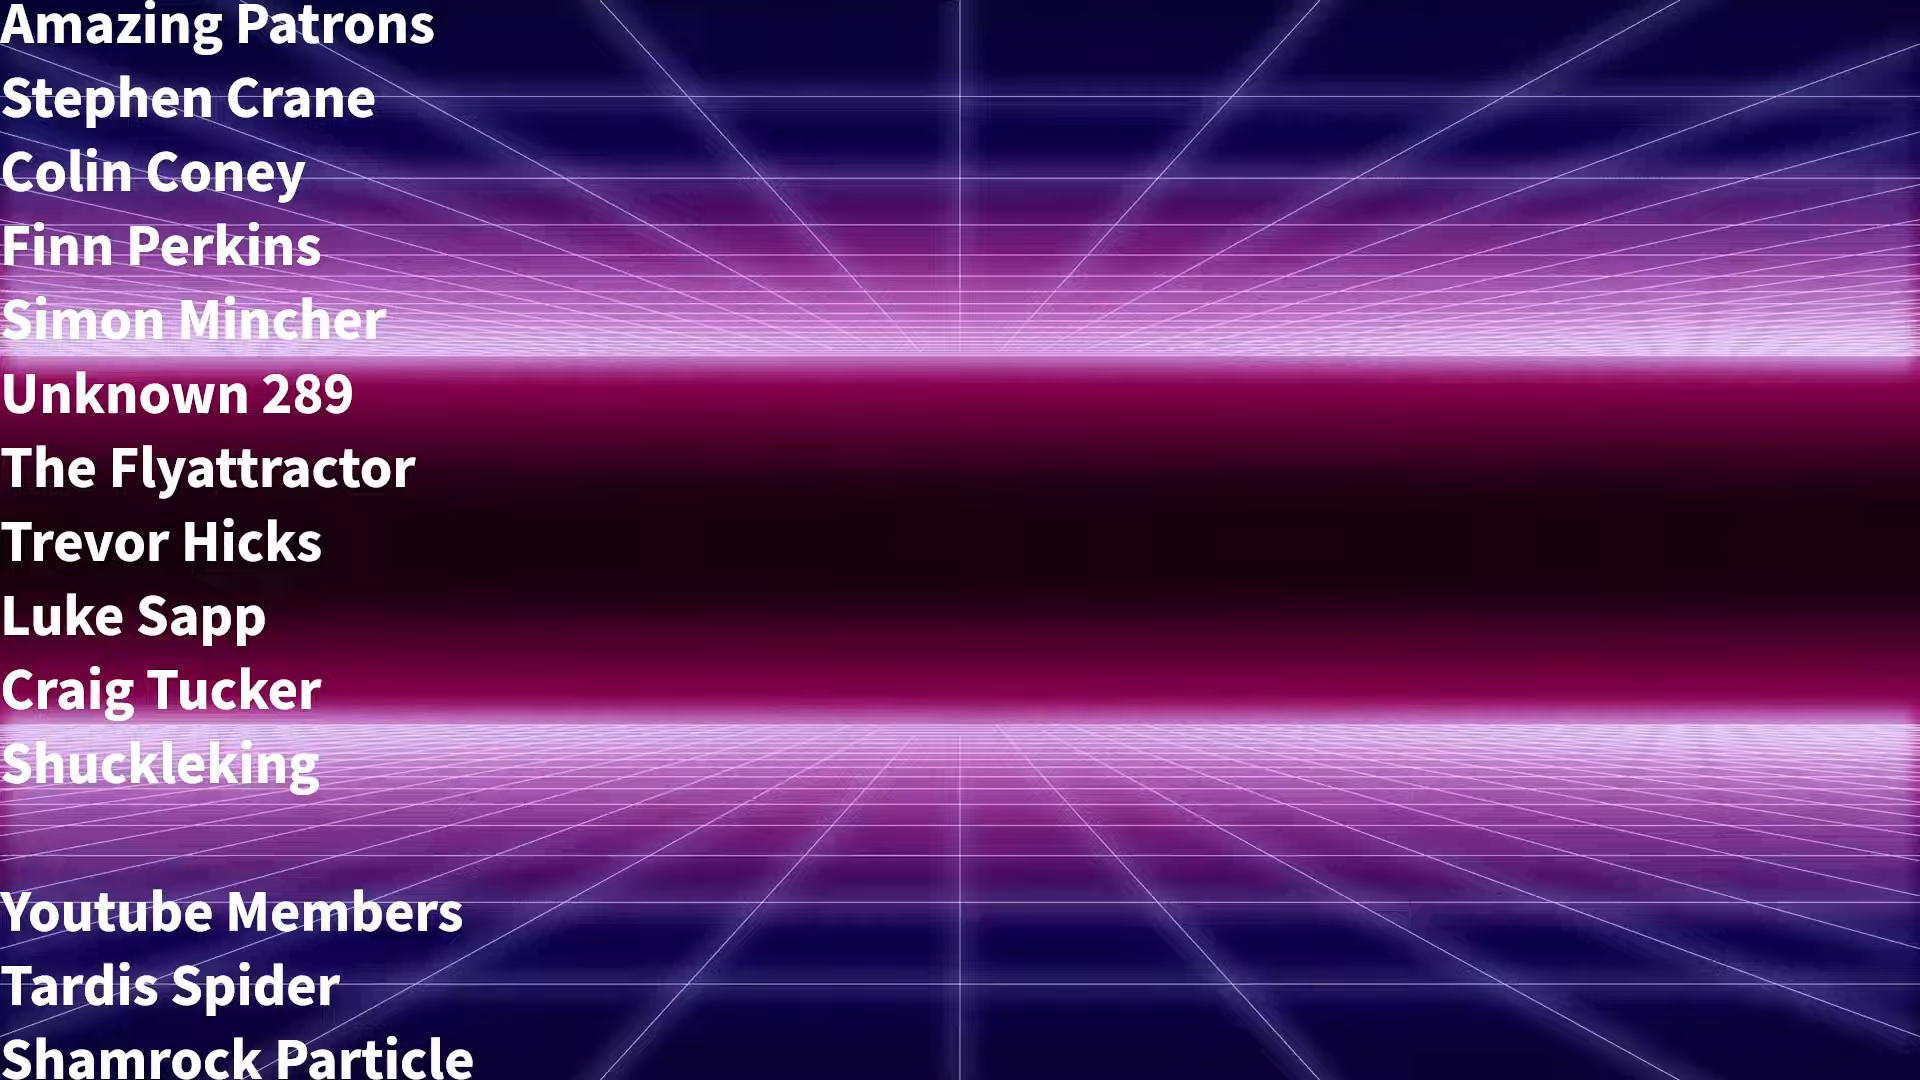 Amazing Patrons
Stephen Crane
Colin Coney
Finn Perkins
Simon Mincher
Unknown 289
The Flyattractor
Trevor Hicks
Luke Sapp
Craig Tucker
Shuckleking
Youtube Members
Tardis Spider
Shamrock Particle